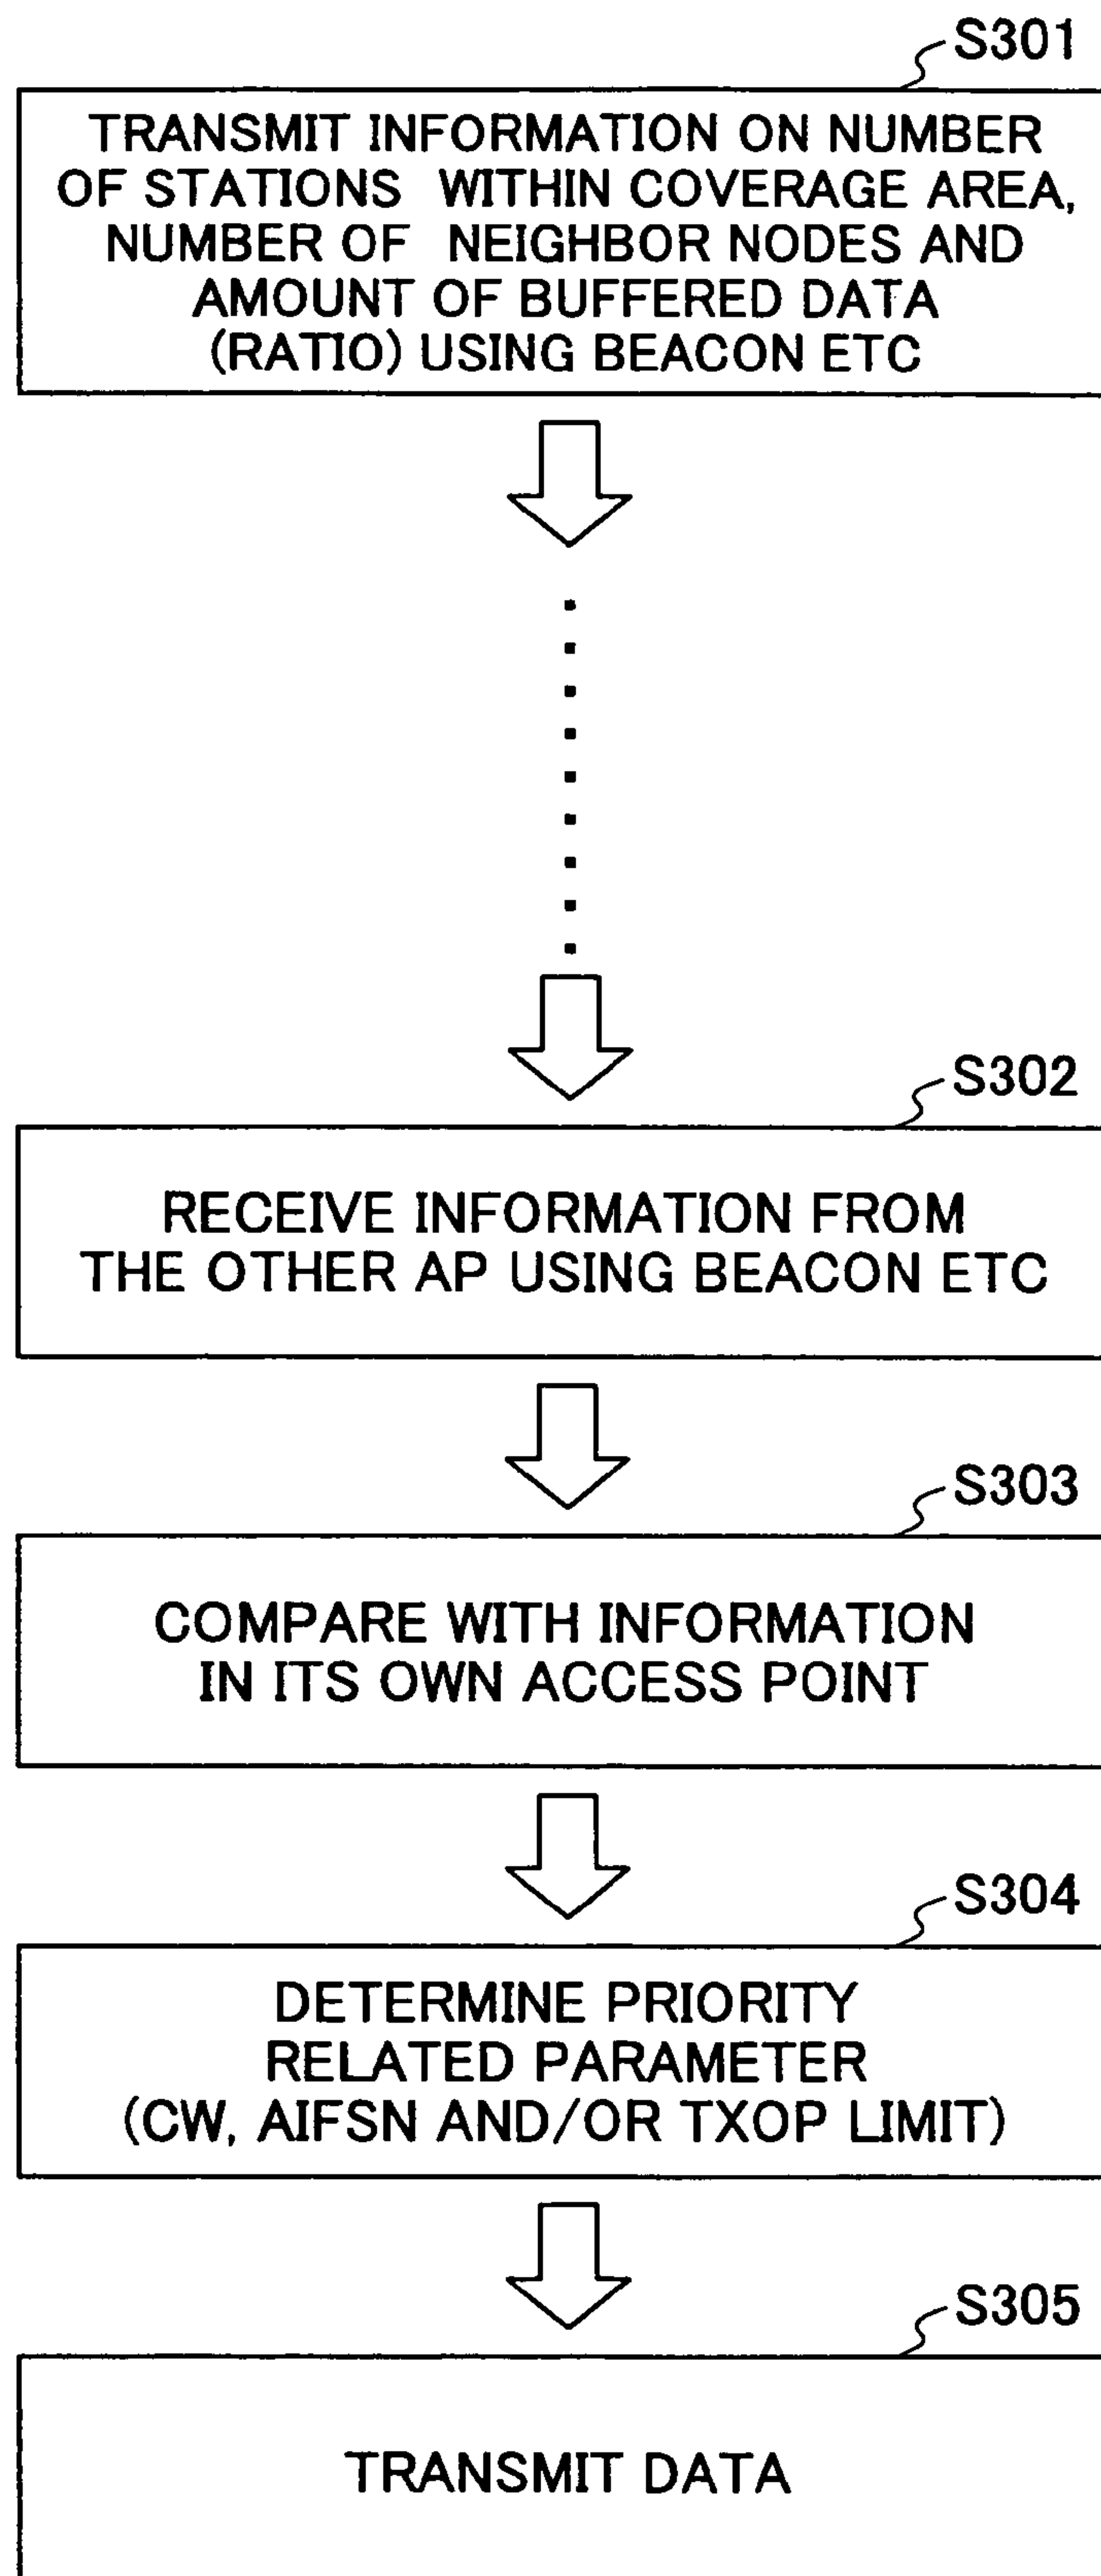 S301
TRANSMIT INFORMATION ON NUMBER
OF STATIONS WITHIN COVERAGE AREA,
NUMBER OF NEIGHBOR NODES AND
AMOUNT OF BUFFERED DATA
(RATIO) USING BEACON ETC
S302
RECEIVE INFORMATION FROM
THE OTHER AP USING BEACON ETC
S303
COMPARE WITH INFORMATION
IN ITS OWN ACCESS POINT
S304
DETERMINE PRIORITY
RELATED PARAMETER
(CW, AIFSN AND/OR TXOP LIMIT)
S305
TRANSMIT DATA